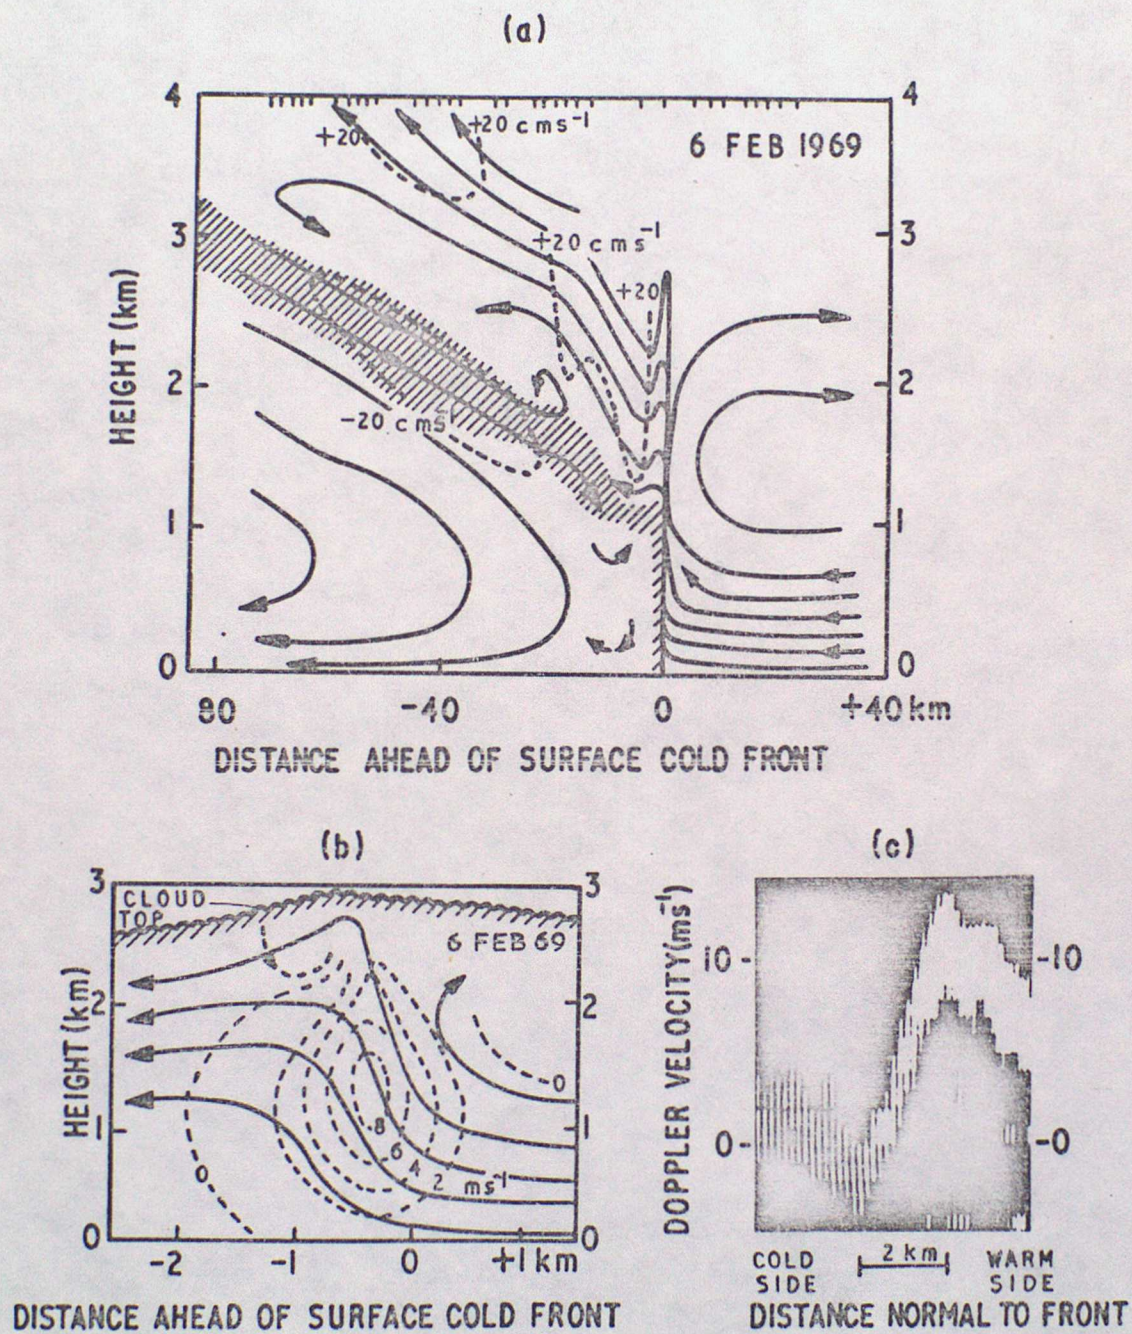 (a)
4
4
+20
+20 cms⁻¹
6 FEB 1969
3
3
+20 cms⁻¹
+20
HEIGHT (km)
2
2
-20 cms⁻¹
1
1
0
0
80
-40
0
+40 km
DISTANCE AHEAD OF SURFACE COLD FRONT
(b)
3
3
CLOUD
TOP
6 FEB 69
HEIGHT (km)
2
2
0
1
1
8
6
4
2 ms⁻¹
0
0
0
-2
-1
0
+1km
DISTANCE AHEAD OF SURFACE COLD FRONT
(c)
DOPPLER VELOCITY (ms⁻¹)
10-
-10
0-
-0
COLD
SIDE
2 km
WARM
SIDE
DISTANCE NORMAL TO FRONT